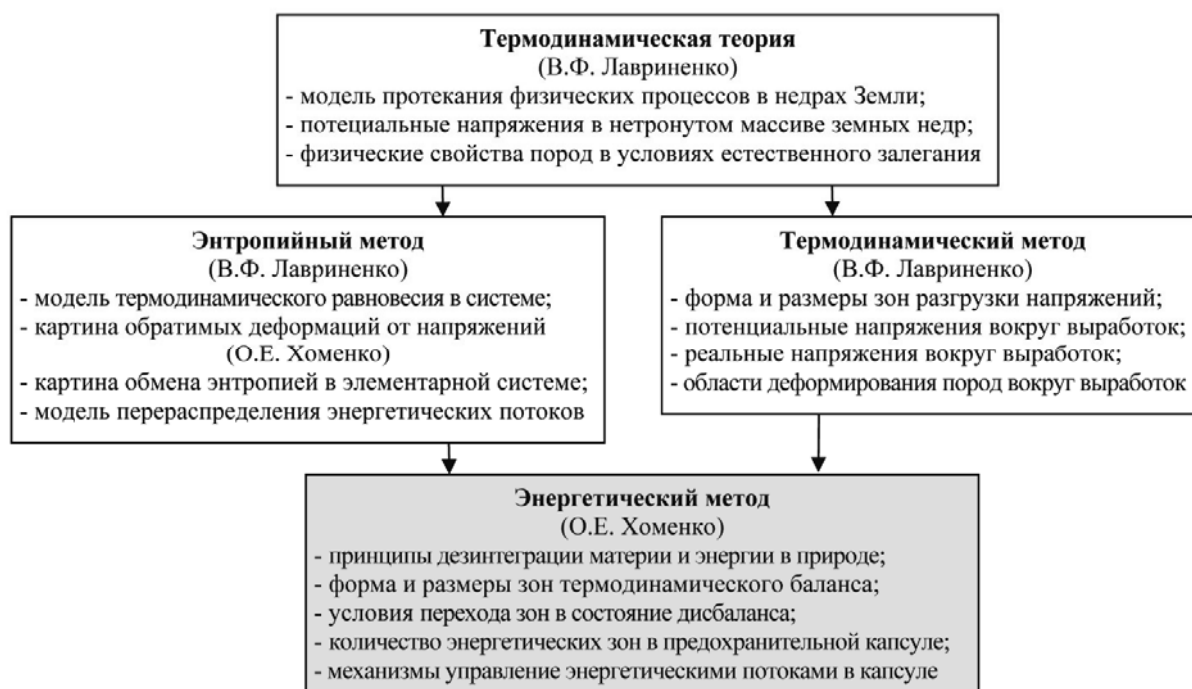 Термодинамическая теория
(В.Ф. Лавриненко)
- модель протекания физических процессов в недрах Земли;
- потециальные напряжения в нетронутом массиве земных недр;
- физические свойства пород в условиях естественного залегания
Энтропийный метод
(В.Ф. Лавриненко)
- модель термодинамического равновесия в системе;
- картина обратимых деформаций от напряжений
(О.Е. Хоменко)
- картина обмена энтропией в элементарной системе;
- модель перераспределения энергетических потоков
Термодинамический метод
(В.Ф. Лавриненко)
- форма и размеры зон разгрузки напряжений;
- потенциальные напряжения вокруг выработок;
- реальные напряжения вокруг выработок;
- области деформирования пород вокруг выработок
Энергетический метод
(О.Е. Хоменко)
- принципы дезинтеграции материи и энергии в природе;
- форма и размеры зон термодинамического баланса;
- условия перехода зон в состояние дисбаланса;
- количество энергетических зон в предохранительной капсуле;
- механизмы управление энергетическими потоками в капсуле